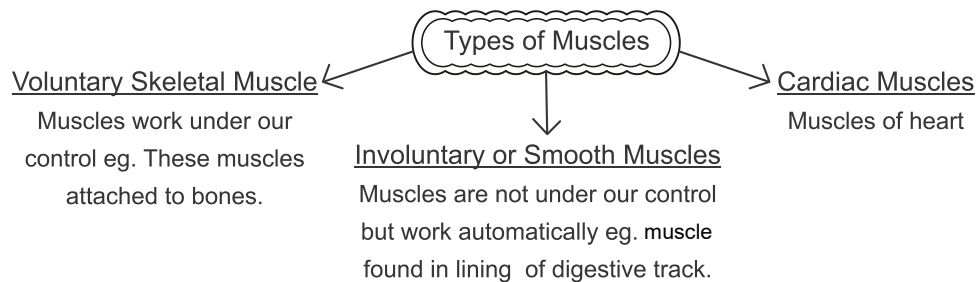 Types of Muscles
Voluntary Skeletal Muscle
Muscles work under our
control eg. These muscles
attached to bones.
Involuntary or Smooth Muscles
Muscles are not under our control
but work automatically eg. muscle
found in lining of digestive track.
Cardiac Muscles
Muscles of heart